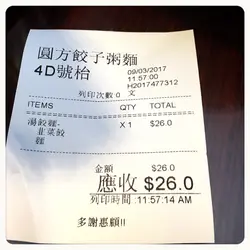 圓方餃子粥麵
4D號枱
09/03/2017
11:57:00
H2017477312
列印次數:0 文
ITEMS QTY TOTAL
湯餃麵- X 1 $26.0
韭菜餃
麵
金額 $26.0
應收 $26.0
列印時間 :11:57:14 AM
多謝惠顧!!